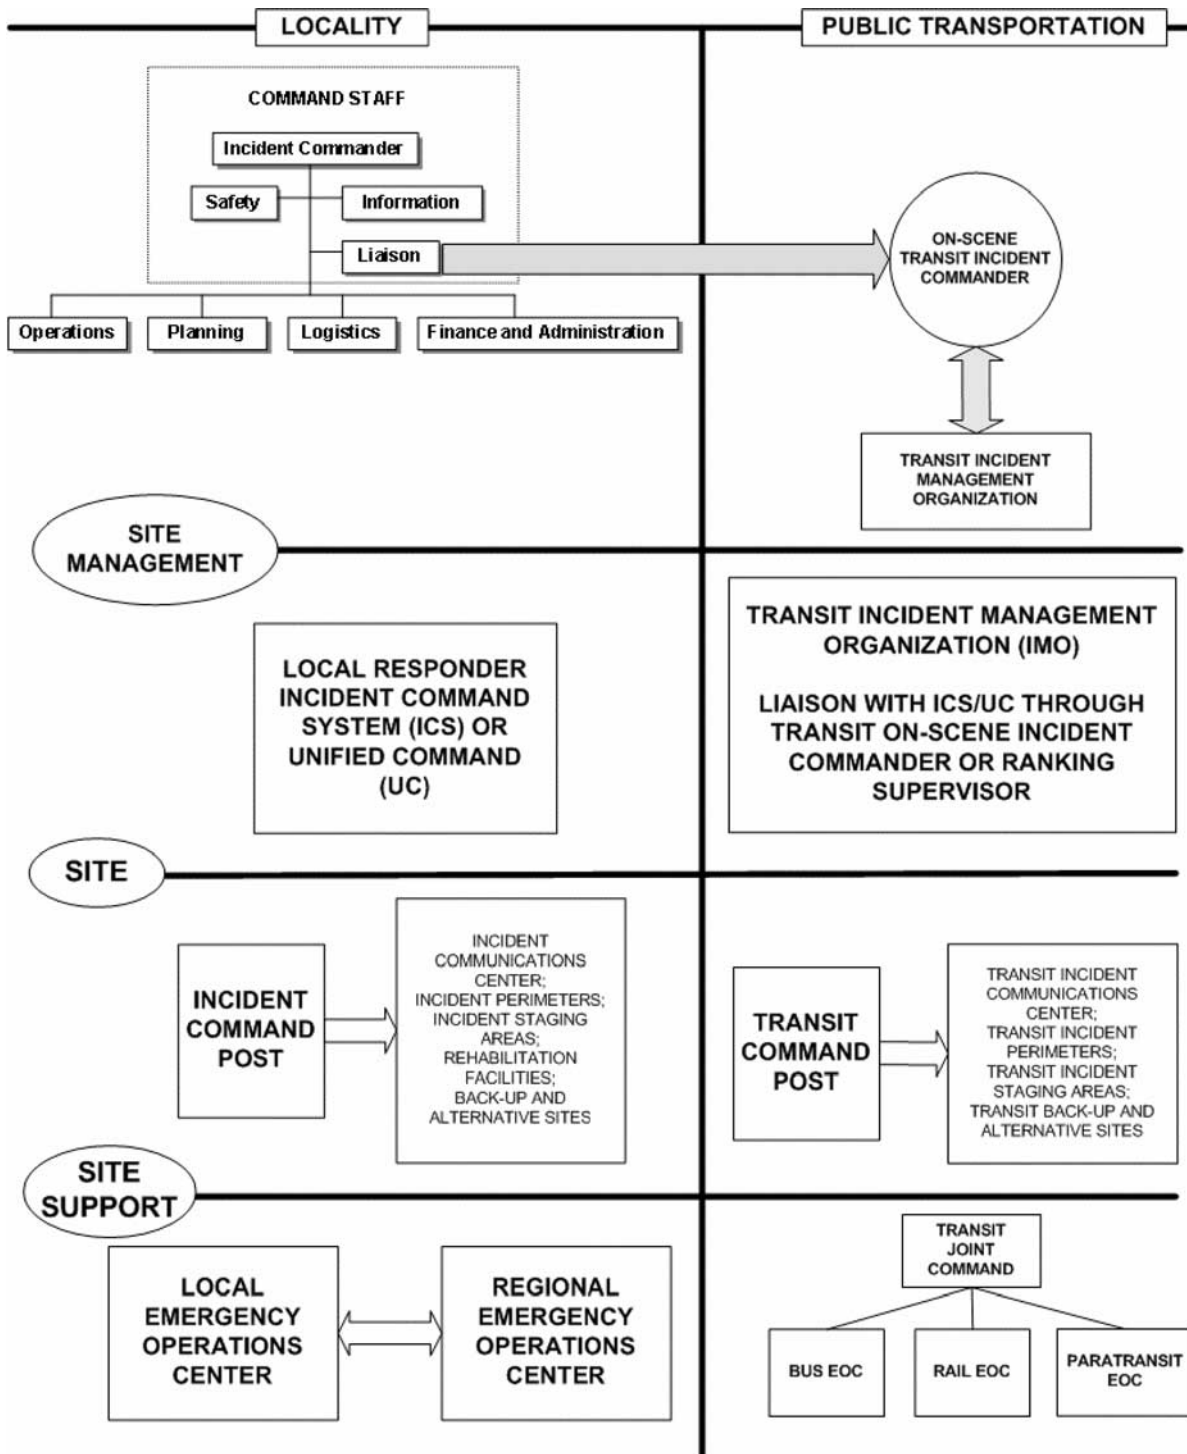 LOCALITY
PUBLIC TRANSPORTATION
COMMAND STAFF
Incident Commander
Safety
Information
Liaison
Operations
Planning
Logistics
Finance and Administration
ON-SCENE
TRANSIT INCIDENT
COMMANDER
TRANSIT INCIDENT
MANAGEMENT
ORGANIZATION
SITE
MANAGEMENT
LOCAL RESPONDER
INCIDENT COMMAND
SYSTEM (ICS) OR
UNIFIED COMMAND
(UC)
TRANSIT INCIDENT MANAGEMENT
ORGANIZATION (IMO)
LIAISON WITH ICS/UC THROUGH
TRANSIT ON-SCENE INCIDENT
COMMANDER OR RANKING
SUPERVISOR
SITE
INCIDENT
COMMAND
POST
INCIDENT
COMMUNICATIONS
CENTER;
INCIDENT PERIMETERS;
INCIDENT STAGING
AREAS;
REHABILITATION
FACILITIES;
BACK-UP AND
ALTERNATIVE SITES
TRANSIT
COMMAND
POST
TRANSIT INCIDENT
COMMUNICATIONS
CENTER;
TRANSIT INCIDENT
PERIMETERS;
TRANSIT INCIDENT
STAGING AREAS;
TRANSIT BACK-UP AND
ALTERNATIVE SITES
SITE
SUPPORT
LOCAL
EMERGENCY
OPERATIONS
CENTER
REGIONAL
EMERGENCY
OPERATIONS
CENTER
TRANSIT
JOINT
COMMAND
BUS EOC
RAIL EOC
PARATRANSIT
EOC